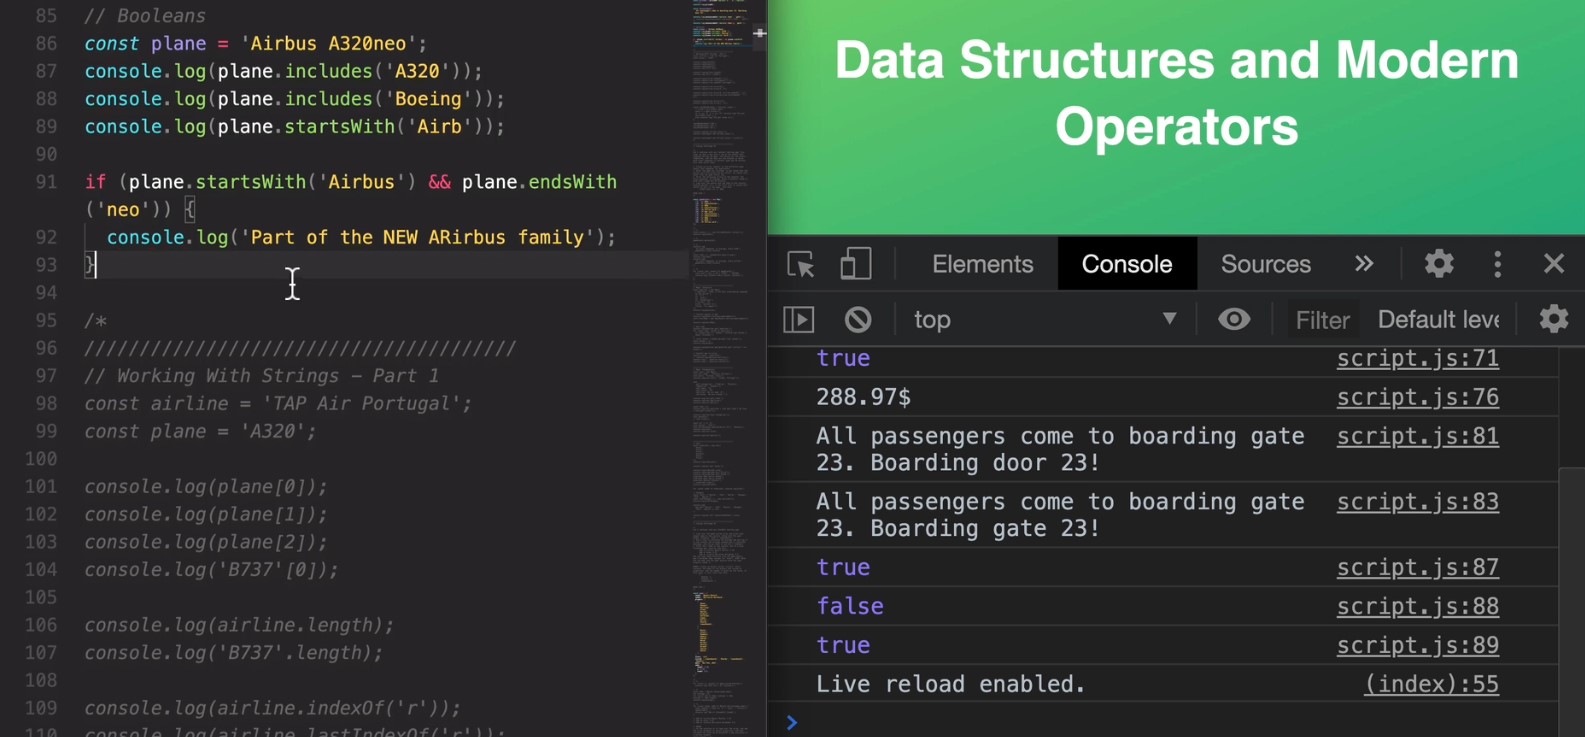 85 // Booleans
86 const plane = 'Airbus A320neo';
87 console.log(plane.includes('A320'));
88 console.log(plane.includes('Boeing'));
89 console.log(plane.startsWith('Airb'));
90
91 if (plane.startsWith('Airbus') && plane.endsWith
('neo')) {
92 console.log('Part of the NEW ARirbus family');
93 }
94
95 /*
96 ///////////////////////////////////////
97 // Working With Strings - Part 1
98 const airline = 'TAP Air Portugal';
99 const plane = 'A320';
100
101 console.log(plane[0]);
102 console.log(plane[1]);
103 console.log(plane[2]);
104 console.log('B737'[0]);
105
106 console.log(airline.length);
107 console.log('B737'.length);
108
109 console.log(airline.indexOf('r'));
110 console.log(airline.lastIndexOf('r'));
Data Structures and Modern
Operators
Elements Console Sources »
top Filter Default leve
true script.js:71
288.97$ script.js:76
All passengers come to boarding gate script.js:81
23. Boarding door 23!
All passengers come to boarding gate script.js:83
23. Boarding gate 23!
true script.js:87
false script.js:88
true script.js:89
Live reload enabled. (index):55
>